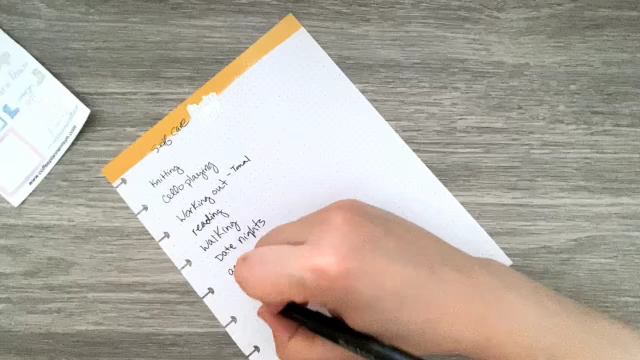 Self Care
Knitting
Cello playing
Working out - Tonal
reading
Walking
Date nights